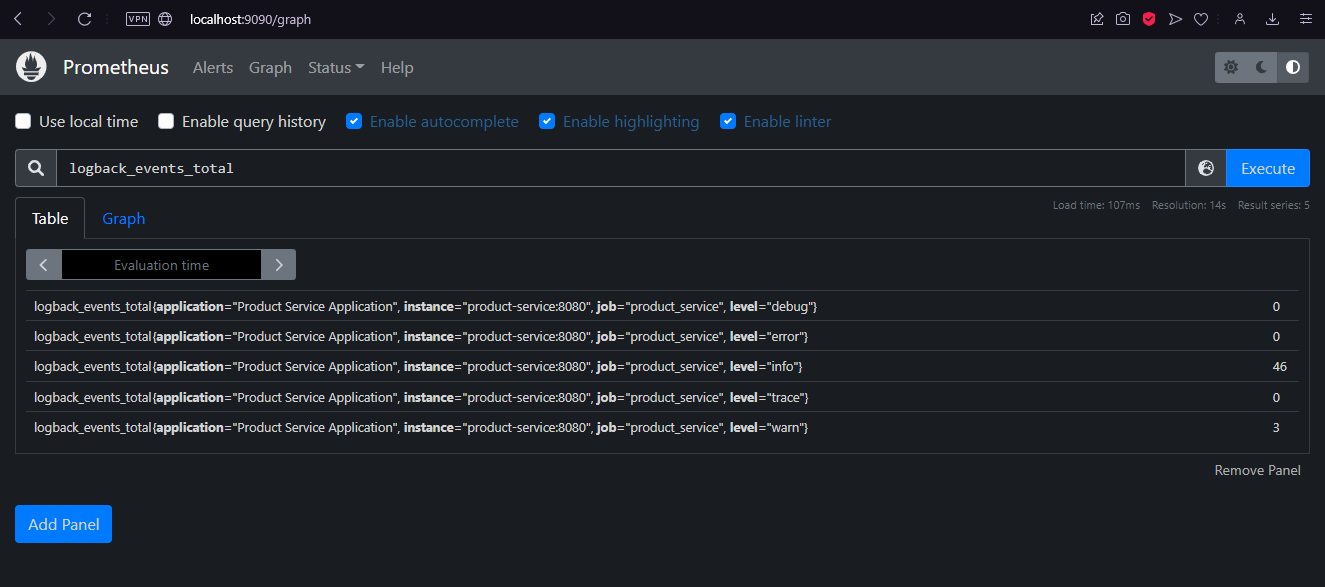 VPN localhost:9090/graph
Prometheus Alerts Graph Status Help
Use local time Enable query history Enable autocomplete Enable highlighting Enable linter
logback_events_total Execute
Table Graph Load time: 107ms Resolution: 14s Result series: 5
Evaluation time
logback_events_total{application="Product Service Application", instance="product-service:8080", job="product_service", level="debug"} 0
logback_events_total{application="Product Service Application", instance="product-service:8080", job="product_service", level="error"} 0
logback_events_total{application="Product Service Application", instance="product-service:8080", job="product_service", level="info"} 46
logback_events_total{application="Product Service Application", instance="product-service:8080", job="product_service", level="trace"} 0
logback_events_total{application="Product Service Application", instance="product-service:8080", job="product_service", level="warn"} 3
Remove Panel
Add Panel